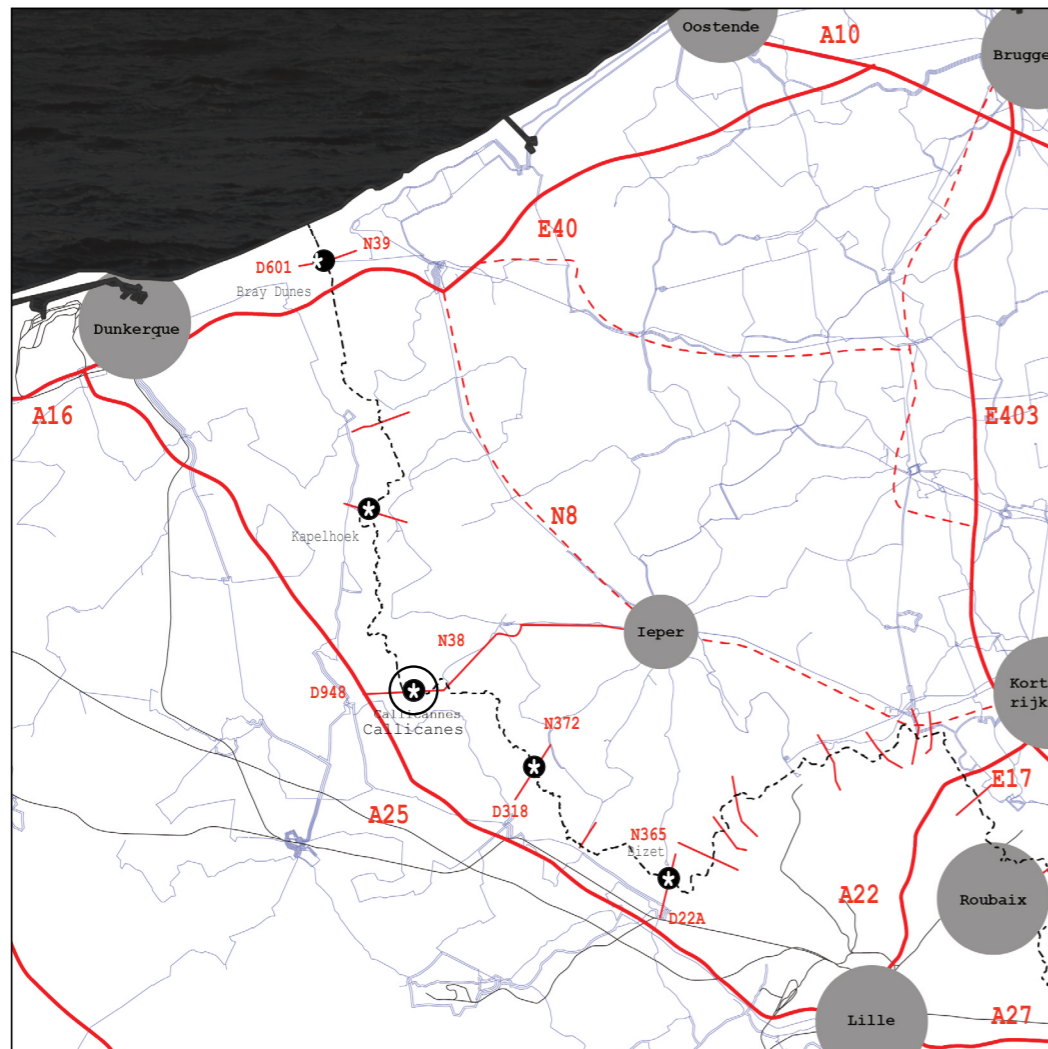 Oostende
A10
Brugge
N39
E40
D601
Bray Dunes
Dunkerque
A16
E403
N8
Kapelhoek
Ieper
N38
D948
Kort
rijk
Callicannes
Callicanes
N372
E17
A25
D318
N365
Bizet
A22
Roubaix
D22A
Lille
A27